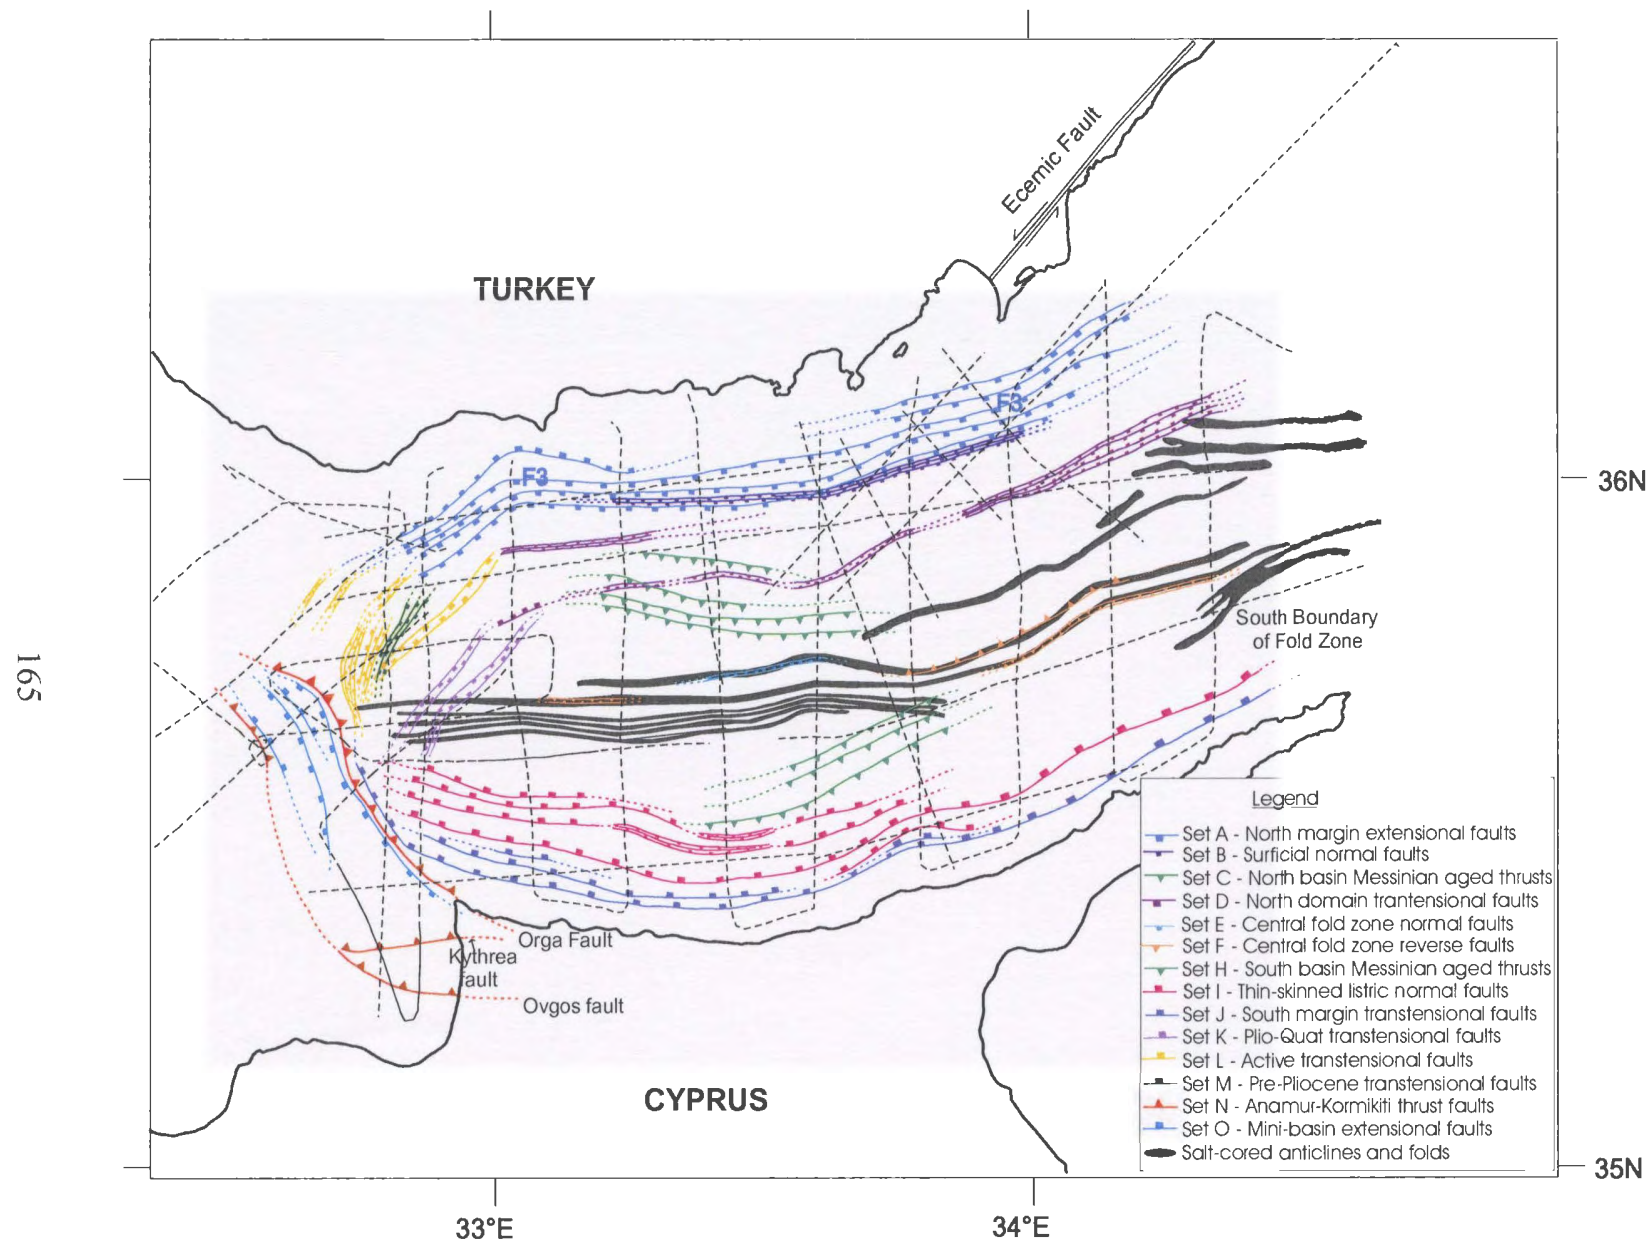 Ecemic Fault
TURKEY
F3
F3
36N
165
South Boundary
of Fold Zone
Legend
Set A - North margin extensional faults
Set B - Surficial normal faults
Set C - North basin Messinian aged thrusts
Set D - North domain trantensional faults
Set E - Central fold zone normal faults
Set F - Central fold zone reverse faults
Set H - South basin Messinian aged thrusts
Set I - Thin-skinned listric normal faults
Set J - South margin transtensional faults
Set K - Plio-Quat transtensional faults
Set L - Active transtensional faults
Set M - Pre-Pliocene transtensional faults
Set N - Anamur-Kormikiti thrust faults
Set O - Mini-basin extensional faults
Salt-cored anticlines and folds
Orga Fault
Kythrea
fault
Ovgos fault
CYPRUS
35N
33°E
34°E